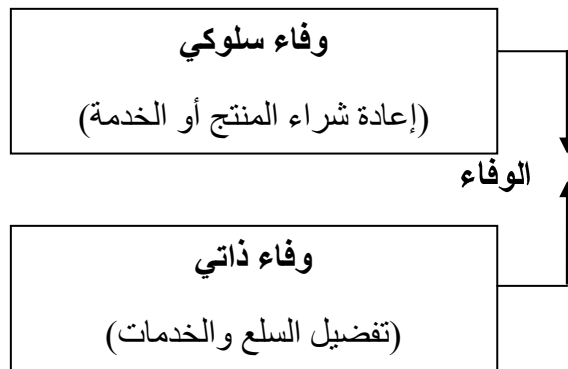 وفاء سلوكي
(إعادة شراء المنتج أو الخدمة)
الوفاء
وفاء ذاتي
(تفضيل السلع والخدمات)